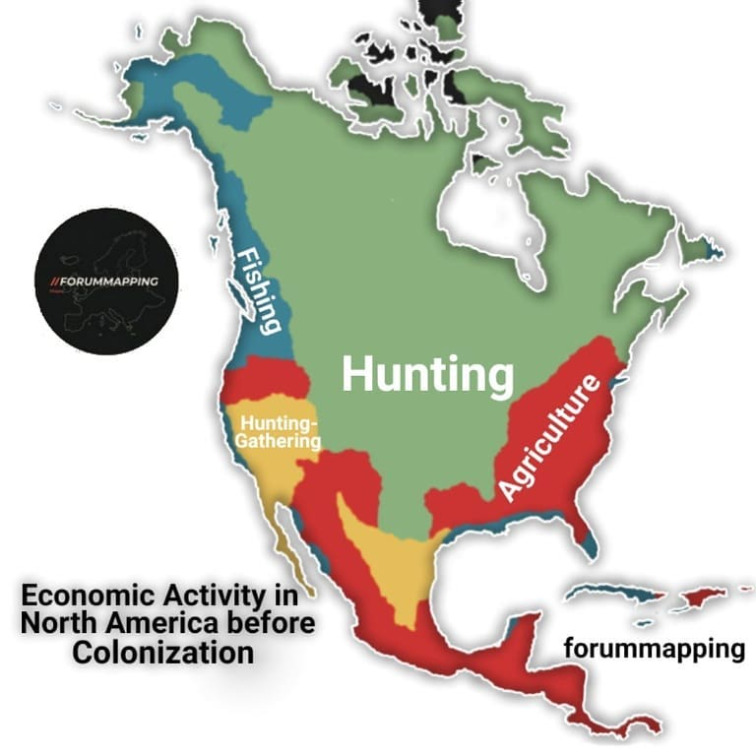 //FORUMMAPPING
Fishing
Hunting
Hunting-
Gathering
Agriculture
Economic Activity in
North America before
Colonization
forummapping